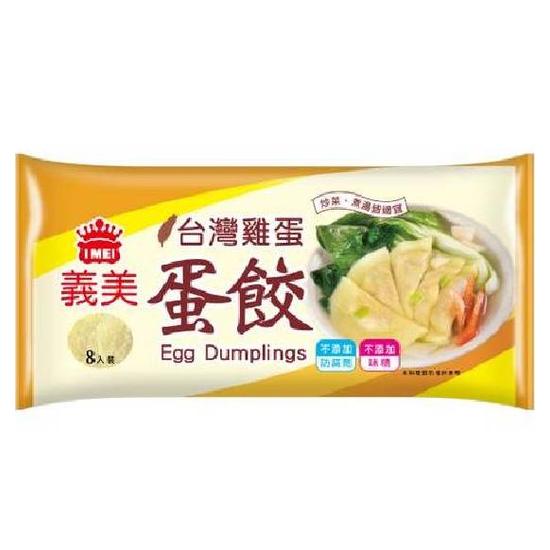 I MEI
義美
8入裝
台灣雞蛋
蛋餃
Egg Dumplings
炒菜、煮湯皆適宜
不添加
防腐劑
不添加
味精